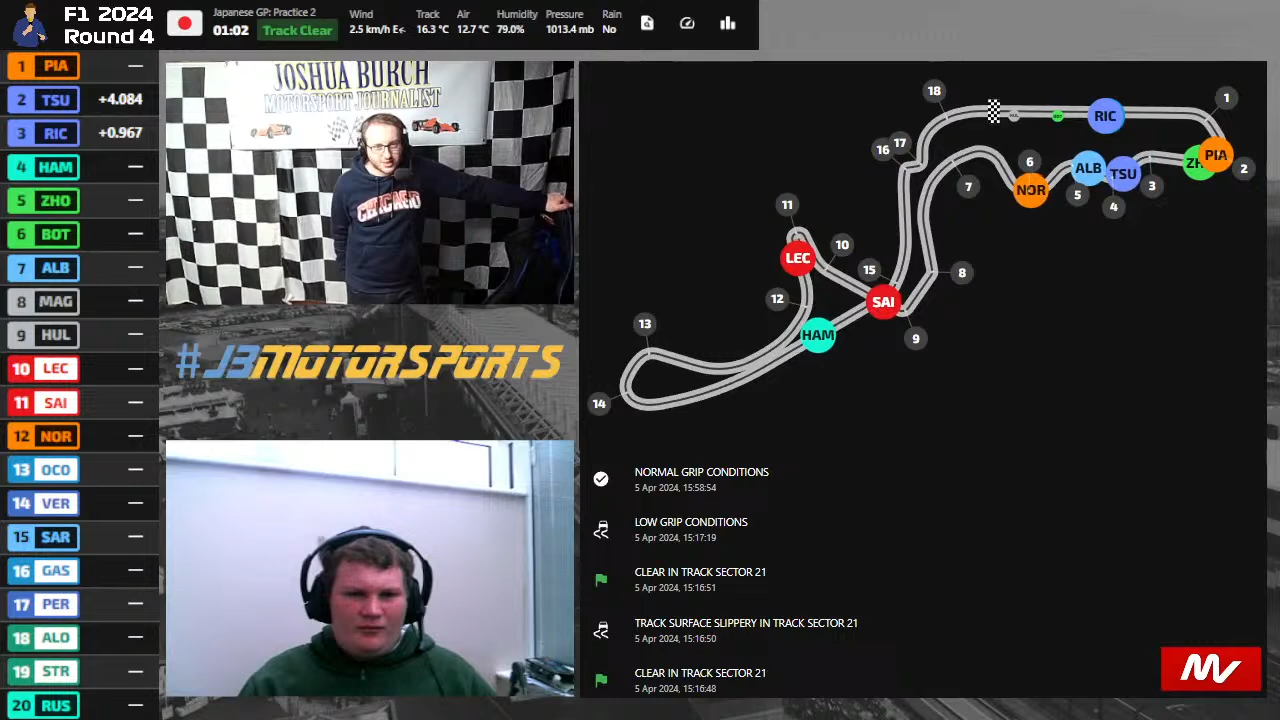 F1 2024
Round 4
Japanese GP: Practice 2
01:02 Track Clear
Wind Track Air Humidity Pressure Rain
2.5 km/h E← 16.3 °C 12.7 °C 79.0% 1013.4 mb No
1 PIA —
2 TSU +4.084
3 RIC +0.967
4 HAM —
5 ZHO —
6 BOT —
7 ALB —
8 MAG —
9 HUL —
10 LEC —
11 SAI —
12 NOR —
13 OCO —
14 VER —
15 SAR —
16 GAS —
17 PER —
18 ALO —
19 STR —
20 RUS —
JOSHUA BURCH
MOTORSPORT JOURNALIST
CHICAGO
#JBMOTORSPORTS
18
1
HUL
BOT
RIC
16
17
6
ALB
ZH
PIA
2
7
NOR
5
TSU
4
3
11
LEC
10
15
8
12
SAI
13
HAM
9
14
NORMAL GRIP CONDITIONS
5 Apr 2024, 15:58:54
LOW GRIP CONDITIONS
5 Apr 2024, 15:17:19
CLEAR IN TRACK SECTOR 21
5 Apr 2024, 15:16:51
TRACK SURFACE SLIPPERY IN TRACK SECTOR 21
5 Apr 2024, 15:16:50
CLEAR IN TRACK SECTOR 21
5 Apr 2024, 15:16:48
MV